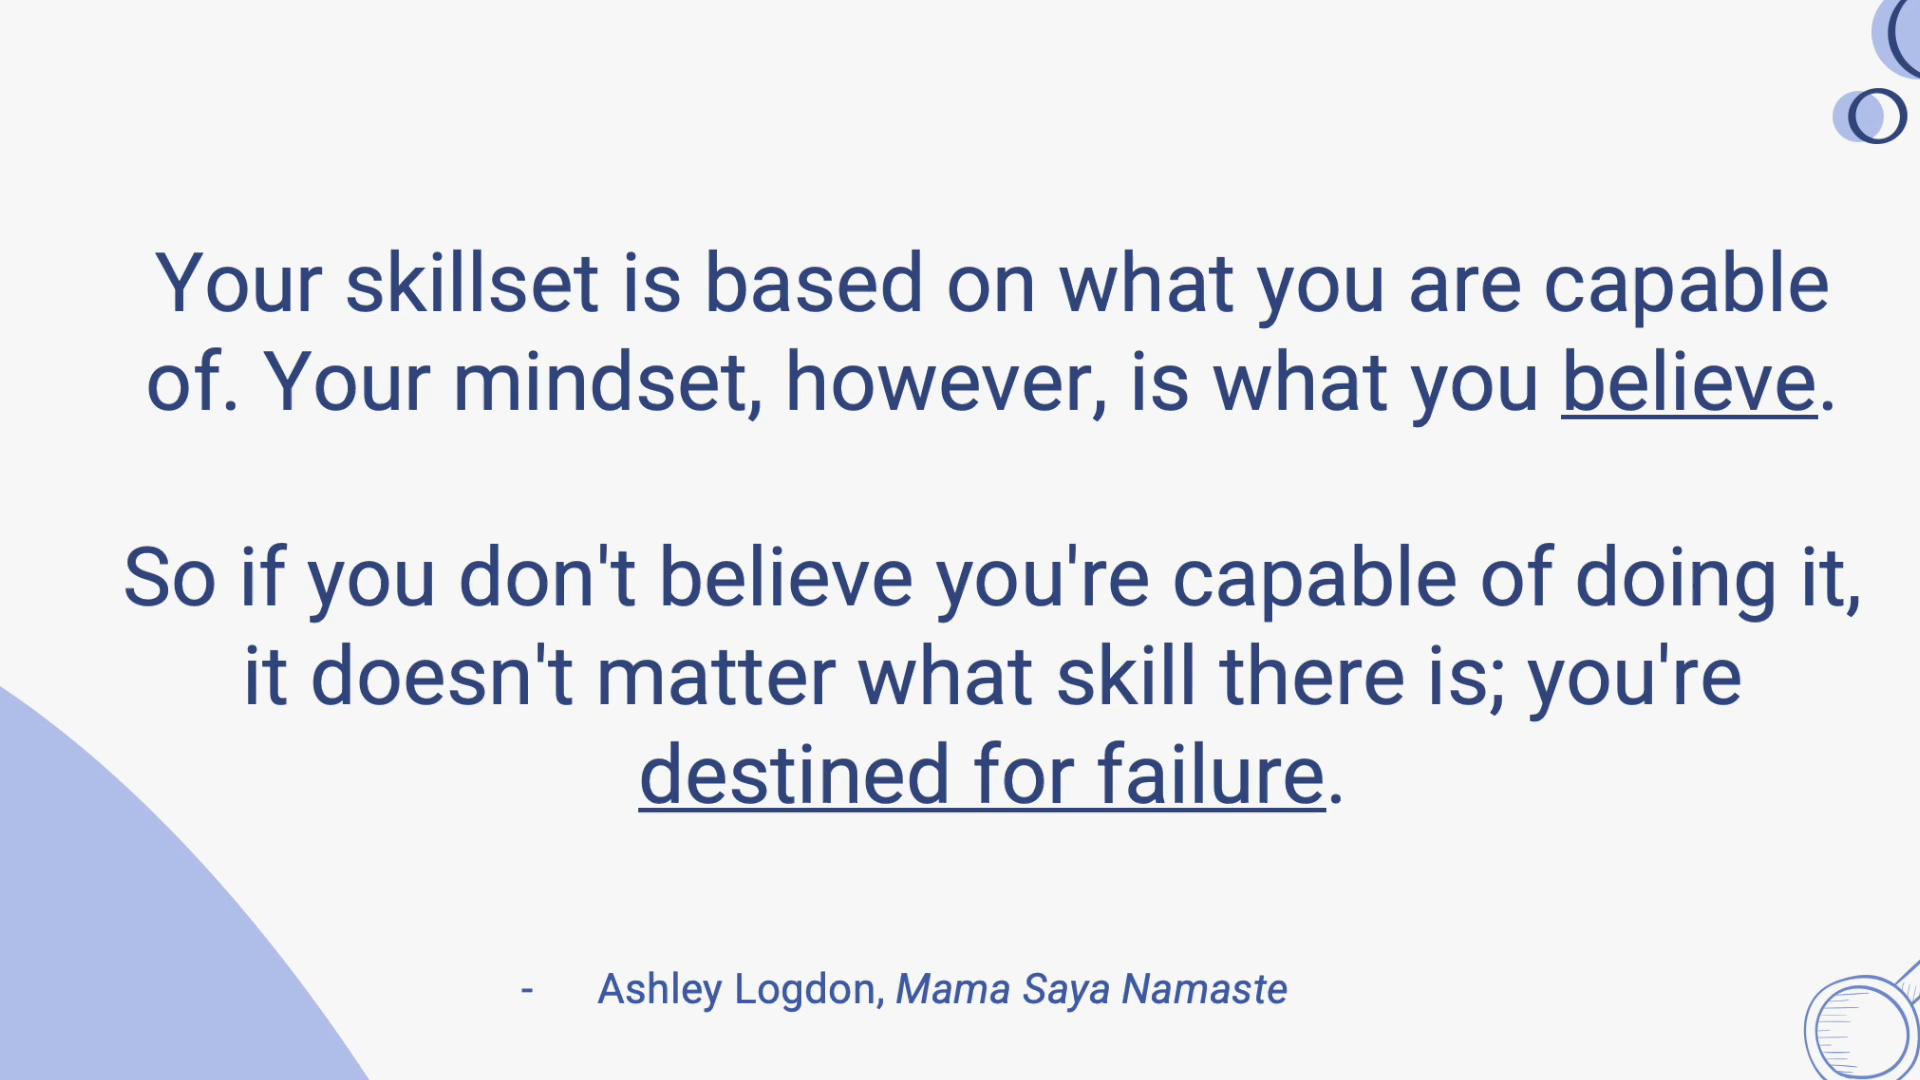 Your skillset is based on what you are capable
of. Your mindset, however, is what you believe.
So if you don't believe you're capable of doing it,
it doesn't matter what skill there is; you're
destined for failure.
- Ashley Logdon, Mama Saya Namaste